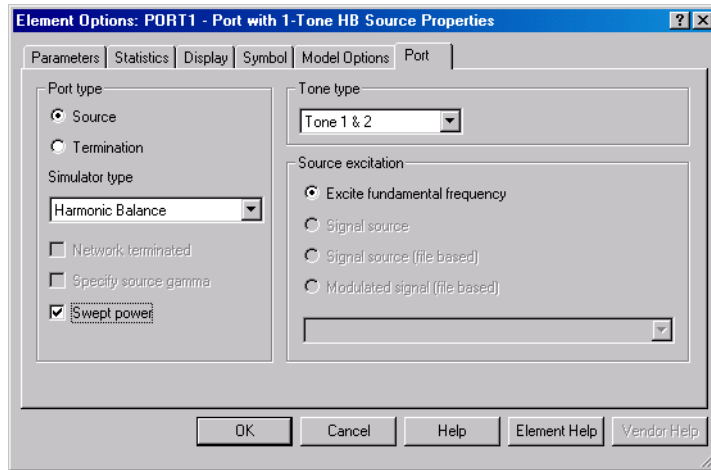 Element Options: PORT1 - Port with 1-Tone HB Source Properties
Parameters Statistics Display Symbol Model Options Port
Port type
Source
Termination
Simulator type
Harmonic Balance
Network terminated
Specify source gamma
Swept power
Tone type
Tone 1 & 2
Source excitation
Excite fundamental frequency
Signal source
Signal source (file based)
Modulated signal (file based)
OK Cancel Help Element Help Vendor Help